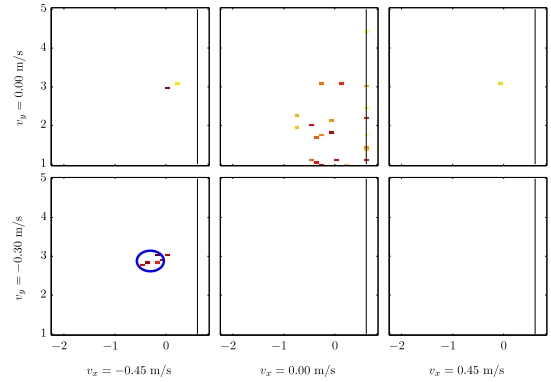 5
4
3
2
1
v_y = 0.00 m/s
5
4
3
2
1
v_y = −0.30 m/s
−2 −1 0
−2 −1 0
−2 −1 0
v_x = −0.45 m/s
v_x = 0.00 m/s
v_x = 0.45 m/s